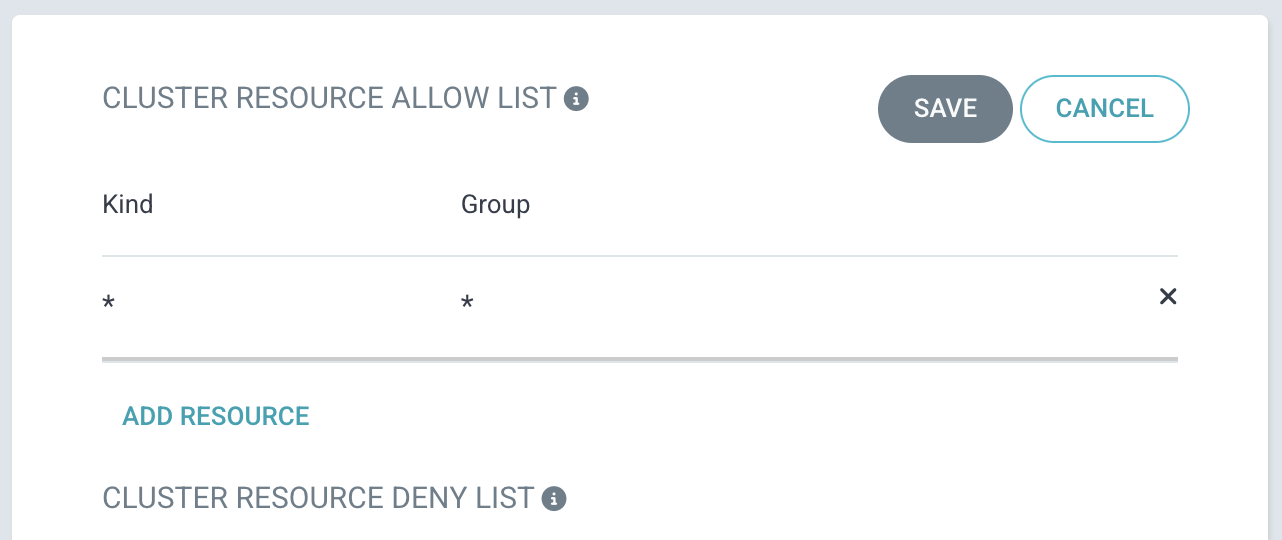 CLUSTER RESOURCE ALLOW LIST
SAVE CANCEL
Kind Group
* *
ADD RESOURCE
CLUSTER RESOURCE DENY LIST